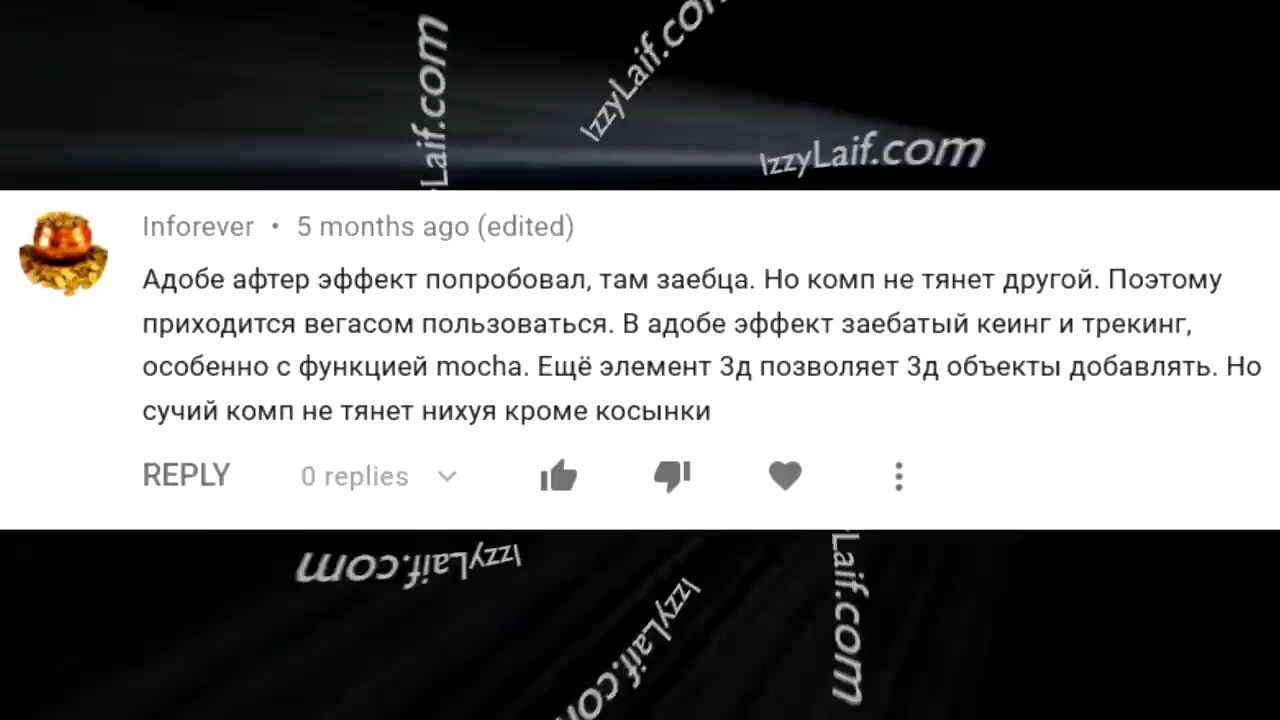 Laif.com
IzzyLaif.co
IzzyLaif.com
Inforever • 5 months ago (edited)
Адобе афтер эффект попробовал, там заебца. Но комп не тянет другой. Поэтому
приходится вегасом пользоваться. В адобе эффект заебатый кеинг и трекинг,
особенно с функцией mocha. Ещё элемент 3д позволяет 3д объекты добавлять. Но
сучий комп не тянет нихуя кроме косынки
REPLY 0 replies
IzzyLaif.com
IzzyLaif.co
Laif.com